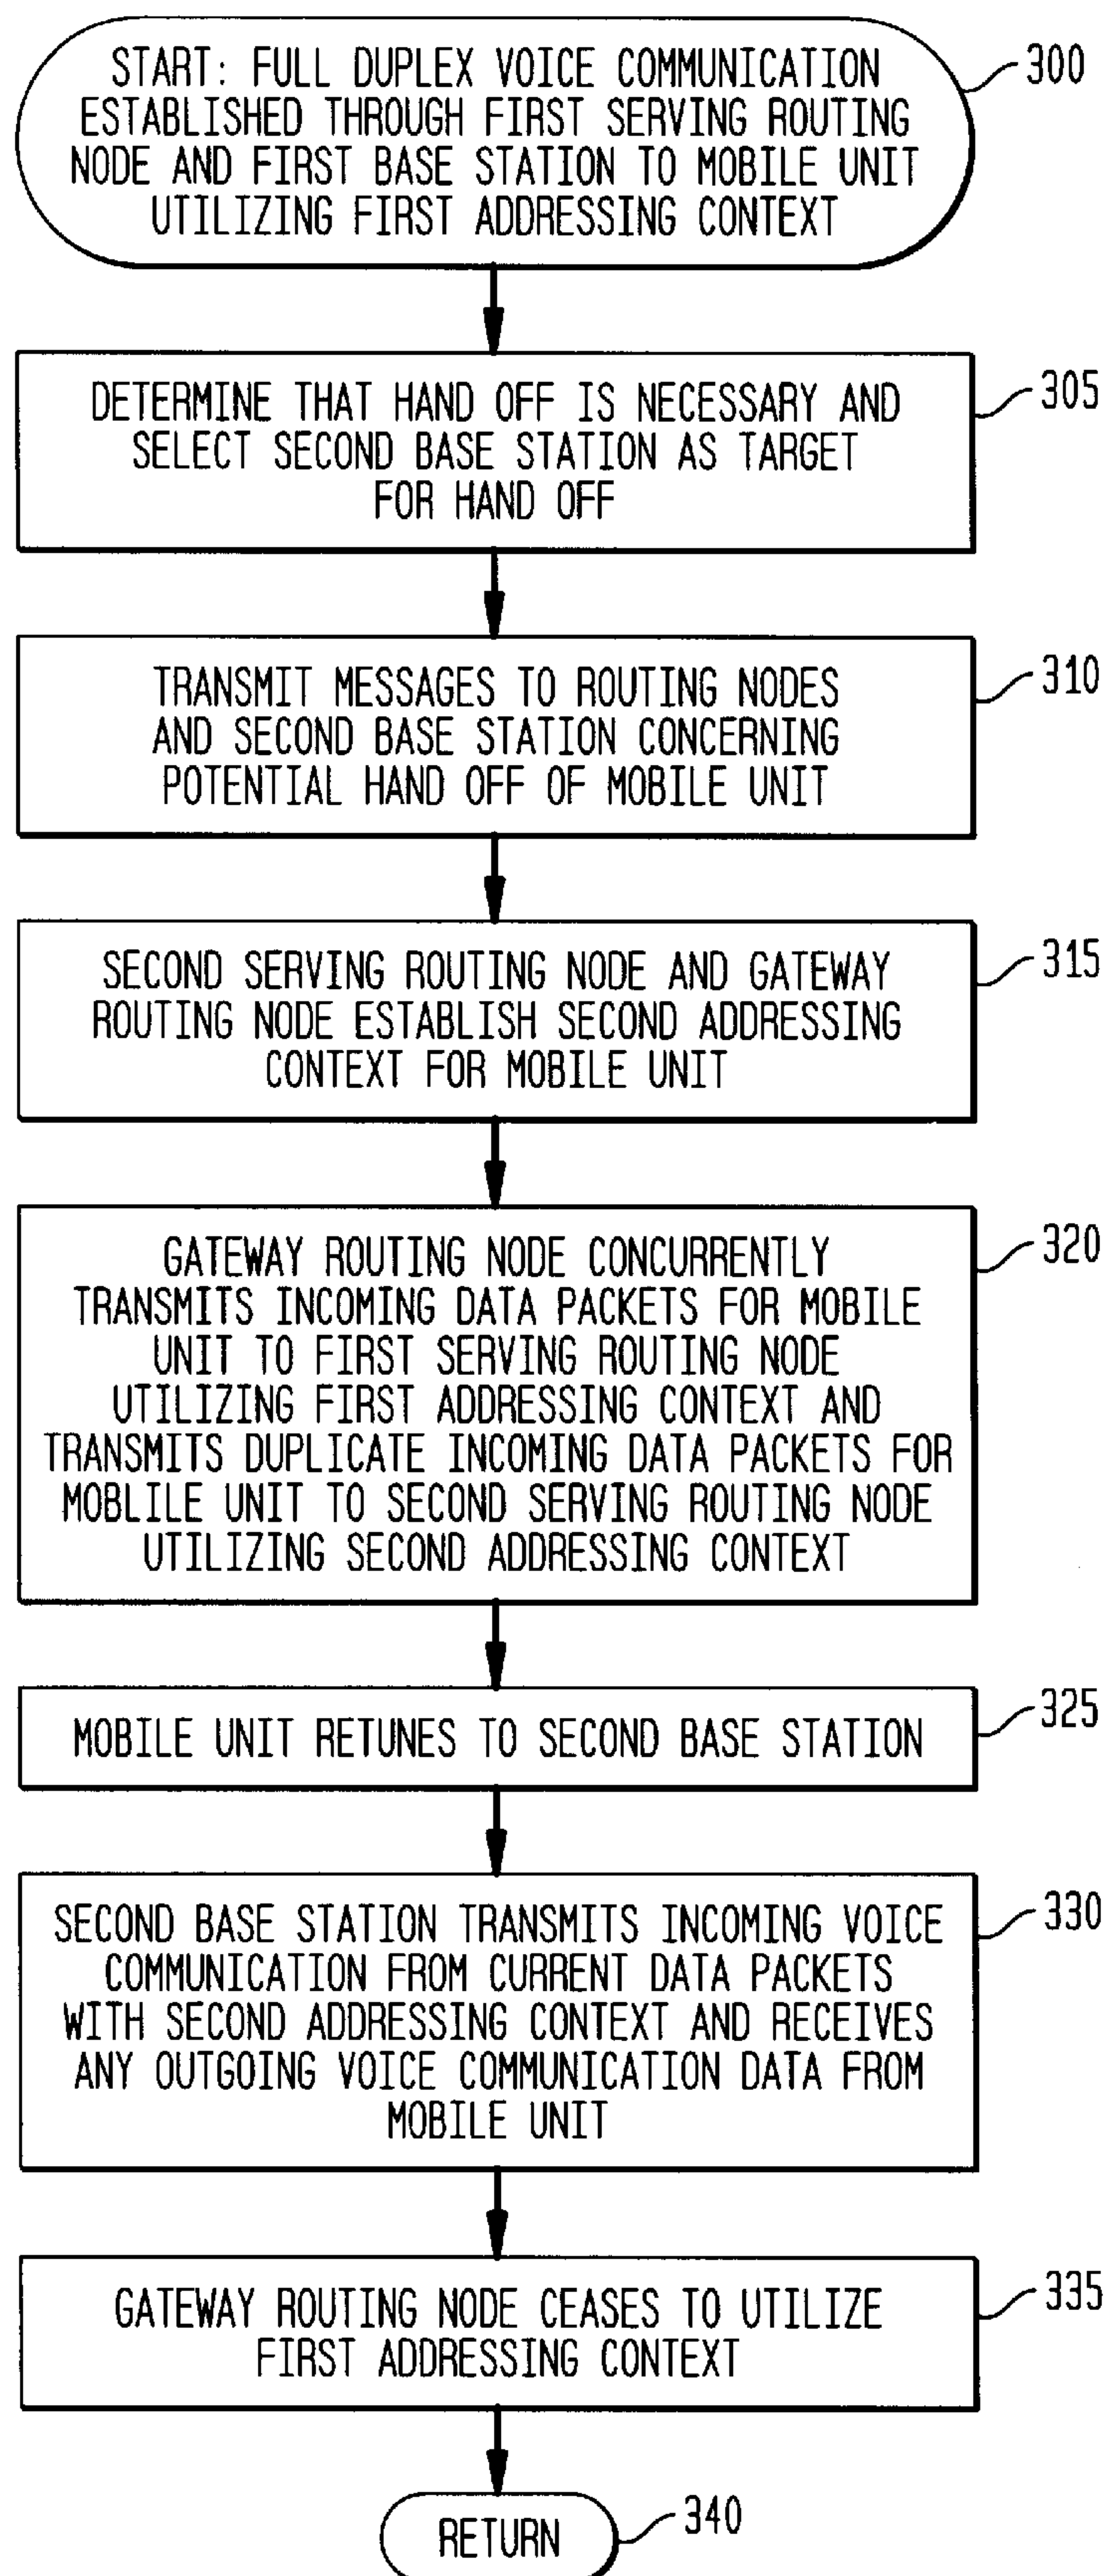 START: FULL DUPLEX VOICE COMMUNICATION
ESTABLISHED THROUGH FIRST SERVING ROUTING
NODE AND FIRST BASE STATION TO MOBILE UNIT
UTILIZING FIRST ADDRESSING CONTEXT
300
DETERMINE THAT HAND OFF IS NECESSARY AND
SELECT SECOND BASE STATION AS TARGET
FOR HAND OFF
305
TRANSMIT MESSAGES TO ROUTING NODES
AND SECOND BASE STATION CONCERNING
POTENTIAL HAND OFF OF MOBILE UNIT
310
SECOND SERVING ROUTING NODE AND GATEWAY
ROUTING NODE ESTABLISH SECOND ADDRESSING
CONTEXT FOR MOBILE UNIT
315
GATEWAY ROUTING NODE CONCURRENTLY
TRANSMITS INCOMING DATA PACKETS FOR MOBILE
UNIT TO FIRST SERVING ROUTING NODE
UTILIZING FIRST ADDRESSING CONTEXT AND
TRANSMITS DUPLICATE INCOMING DATA PACKETS FOR
MOBLILE UNIT TO SECOND SERVING ROUTING NODE
UTILIZING SECOND ADDRESSING CONTEXT
320
MOBILE UNIT RETUNES TO SECOND BASE STATION
325
SECOND BASE STATION TRANSMITS INCOMING VOICE
COMMUNICATION FROM CURRENT DATA PACKETS
WITH SECOND ADDRESSING CONTEXT AND RECEIVES
ANY OUTGOING VOICE COMMUNICATION DATA FROM
MOBILE UNIT
330
GATEWAY ROUTING NODE CEASES TO UTILIZE
FIRST ADDRESSING CONTEXT
335
RETURN
340